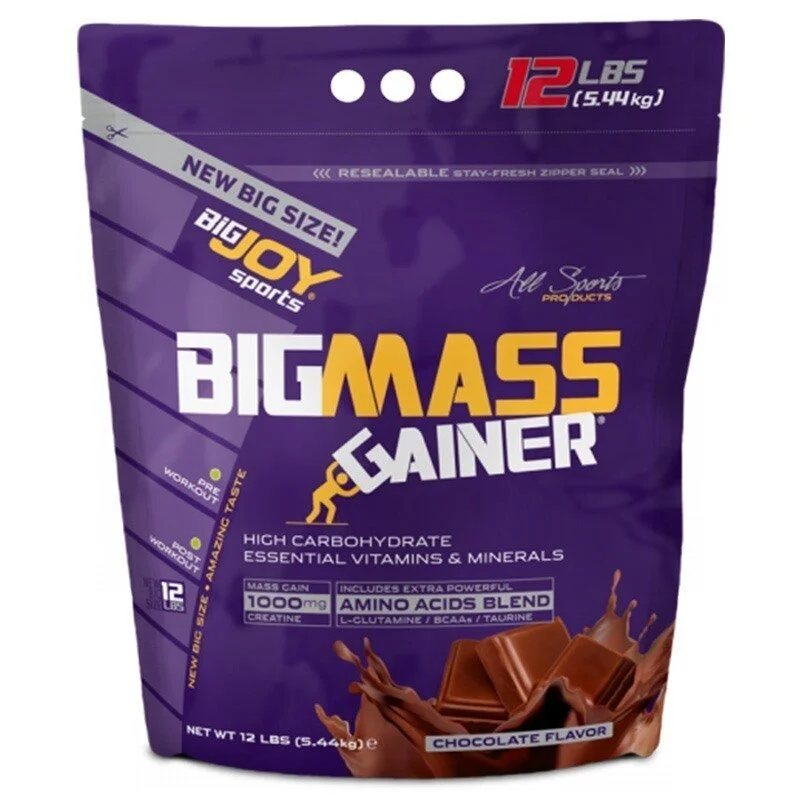 12 LBS
(5.44kg)
((( RESEALABLE STAY-FRESH ZIPPER SEAL )))
NEW BIG SIZE!
BiG
JOY
sports®
All Sports
PRODUCTS
BIGMASS
GAINER®
PRE
WORKOUT
POST
WORKOUT
HIGH CARBOHYDRATE
ESSENTIAL VITAMINS & MINERALS
MASS GAIN
1000mg
CREATINE
INCLUDES EXTRA POWERFUL
AMINO ACIDS BLEND
L-GLUTAMINE / BCAAs / TAURINE
12
LBS
NEW BIG SIZE • AMAZING TASTE
NET WT 12 LBS (5.44kg) e
CHOCOLATE FLAVOR